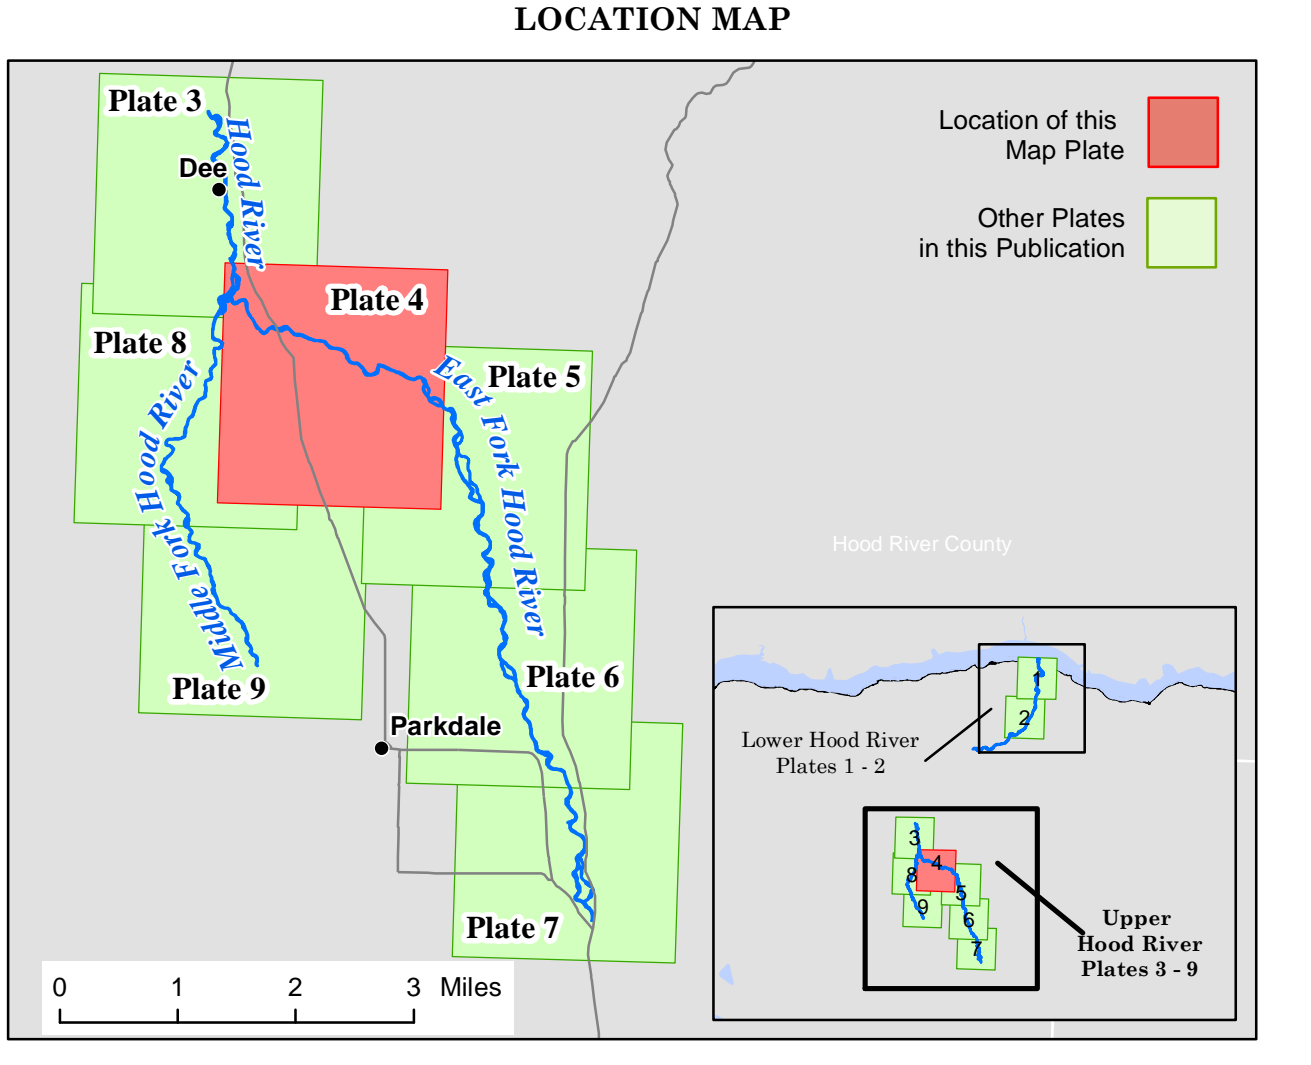 LOCATION MAP
Plate 3
Hood River
Dee
Location of this
Map Plate
Other Plates
in this Publication
Plate 4
Plate 8
Plate 5
East Fork Hood River
Middle Fork Hood River
Hood River County
Plate 6
Plate 9
Parkdale
Plate 7
0 1 2 3 Miles
1
2
Lower Hood River
Plates 1 - 2
3
4
8
5
9
6
7
Upper
Hood River
Plates 3 - 9